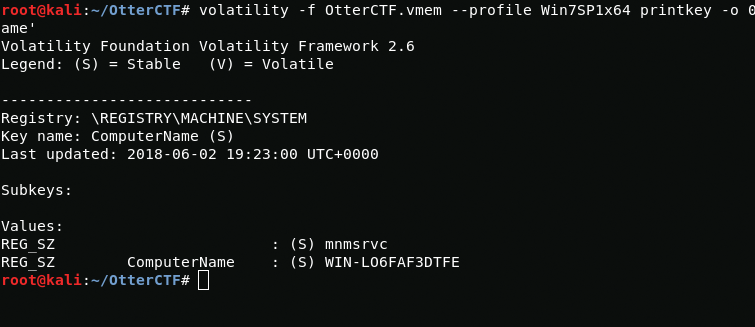 root@kali:~/OtterCTF# volatility -f OtterCTF.vmem --profile Win7SP1x64 printkey -o 0
ame'
Volatility Foundation Volatility Framework 2.6
Legend: (S) = Stable   (V) = Volatile

----------------------------
Registry: \REGISTRY\MACHINE\SYSTEM
Key name: ComputerName (S)
Last updated: 2018-06-02 19:23:00 UTC+0000

Subkeys:

Values:
REG_SZ                        : (S) mnmsrvc
REG_SZ        ComputerName    : (S) WIN-LO6FAF3DTFE
root@kali:~/OtterCTF#